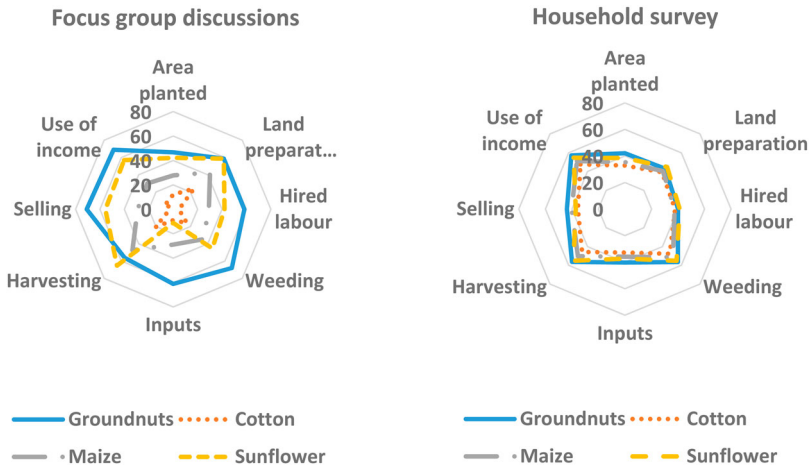 Focus group discussions
Area
planted
80
60
40
20
0
Use of
income
Land
preparat...
Selling
Hired
labour
Harvesting
Weeding
Inputs
Groundnuts
Cotton
Maize
Sunflower
Household survey
Area
planted
80
60
40
20
0
Use of
income
Land
preparation
Selling
Hired
labour
Harvesting
Weeding
Inputs
Groundnuts
Cotton
Maize
Sunflower